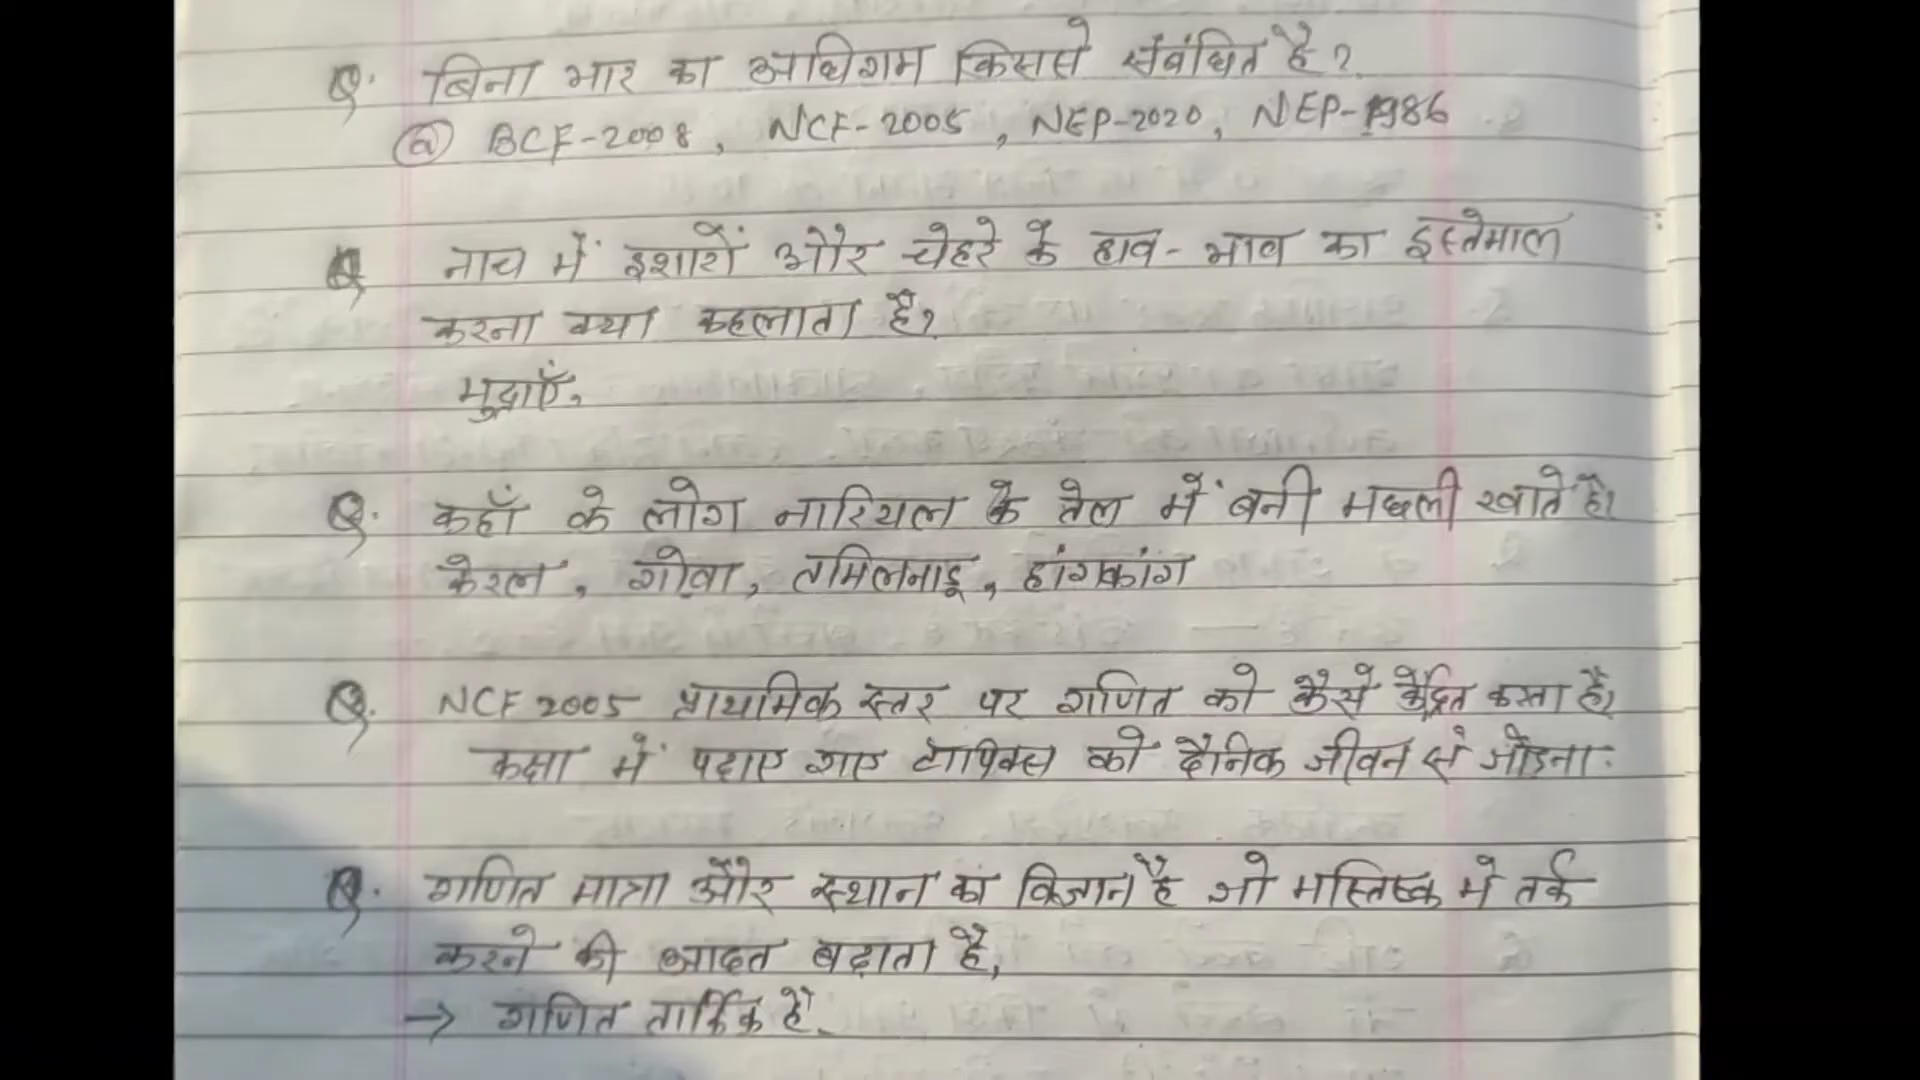 Q. बिना भार का अधिगम किससे संबंधित है?
(a) BCF-2008, NCF-2005, NEP-2020, NEP-1986
Q नाच में इशारों और चेहरे के हाव-भाव का इस्तेमाल
करना क्या कहलाता है?
मुद्राएँ,
Q. कहाँ के लोग नारियल के तेल में बनी मछली खाते है?
केरल, गोवा, तमिलनाडू, हांगकांग
Q. NCF 2005 प्राथमिक स्तर पर गणित को कैसे केंद्रित करता है?
कक्षा में पढाए गए टापिक्स को दैनिक जीवन से जोडना.
Q. गणित मात्रा और स्थान का विज्ञान है जो मस्तिष्क मे तर्क
करने की आदत बढ़ाता है,
→ गणित तार्किक है.